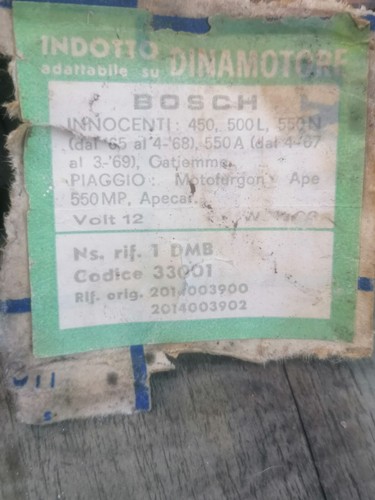 INDOTTO
adattabile su DINAMOTORE
BOSCH
INNOCENTI: 450, 500L, 550N
(dal '65 al 4-'68), 550A (dal 4-'67
al 3-'69), Gatiemme.
PIAGGIO: Motofurgon Ape
550MP, Apecar.
Volt 12 W
Ns. rif. 1 DMB
Codice 33001
Rif. orig. 2014003900
2014003902